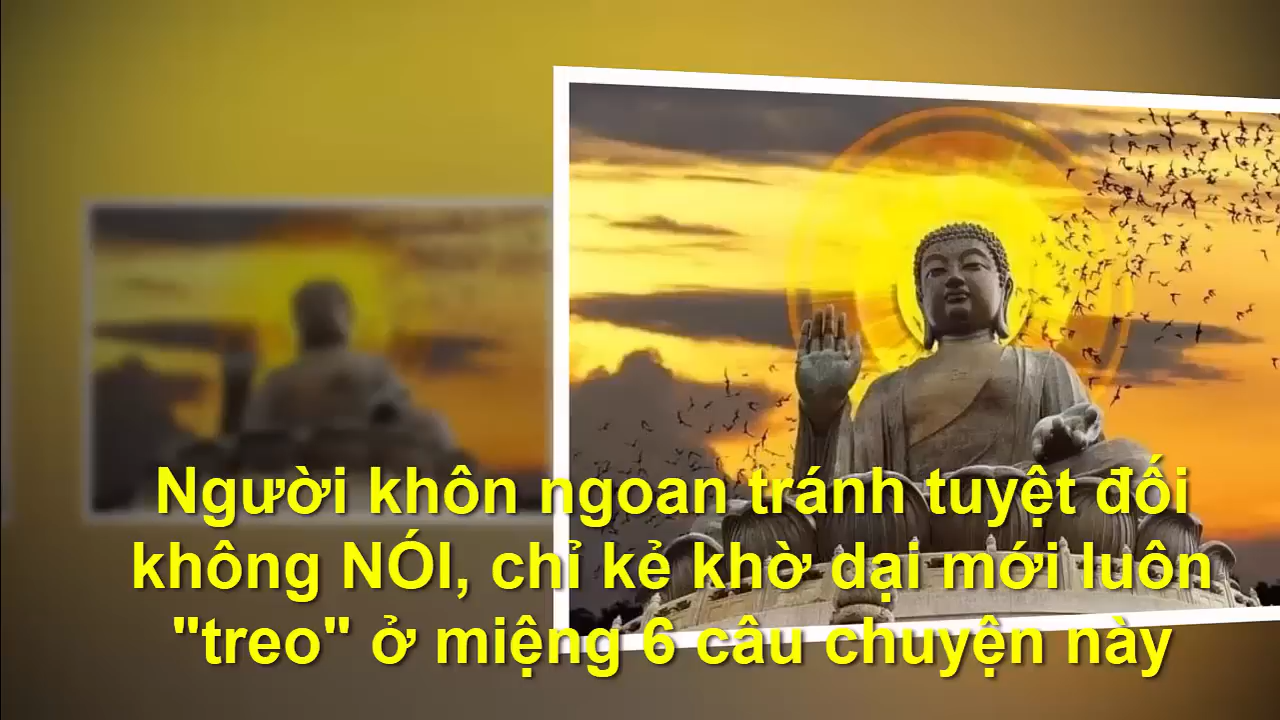 Người khôn ngoan tránh tuyệt đối
không NÓI, chỉ kẻ khờ dại mới luôn
"treo" ở miệng 6 câu chuyện này